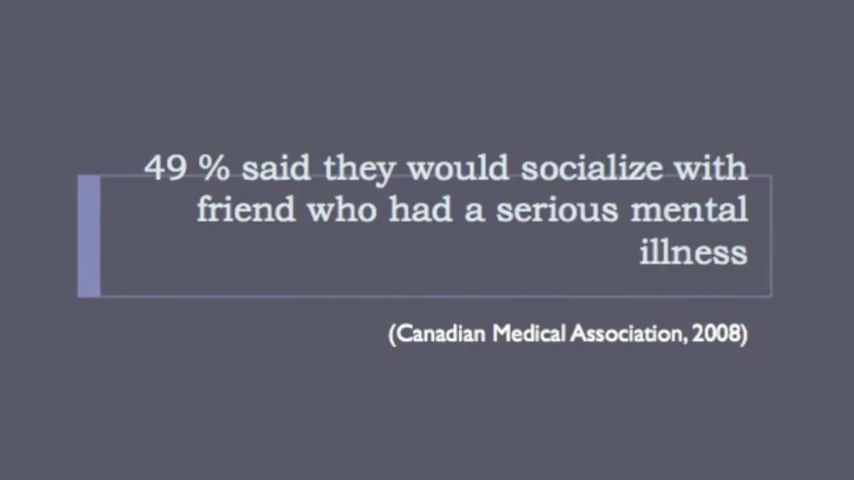 49 % said they would socialize with
friend who had a serious mental
illness
(Canadian Medical Association, 2008)